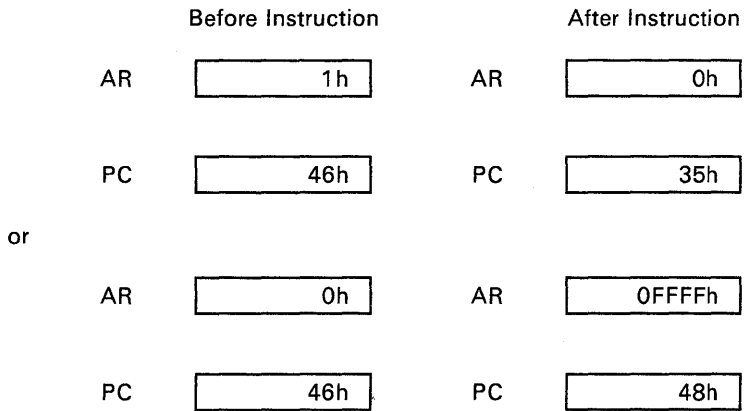 Before Instruction After Instruction
AR 1h AR 0h
PC 46h PC 35h
or
AR 0h AR 0FFFFh
PC 46h PC 48h